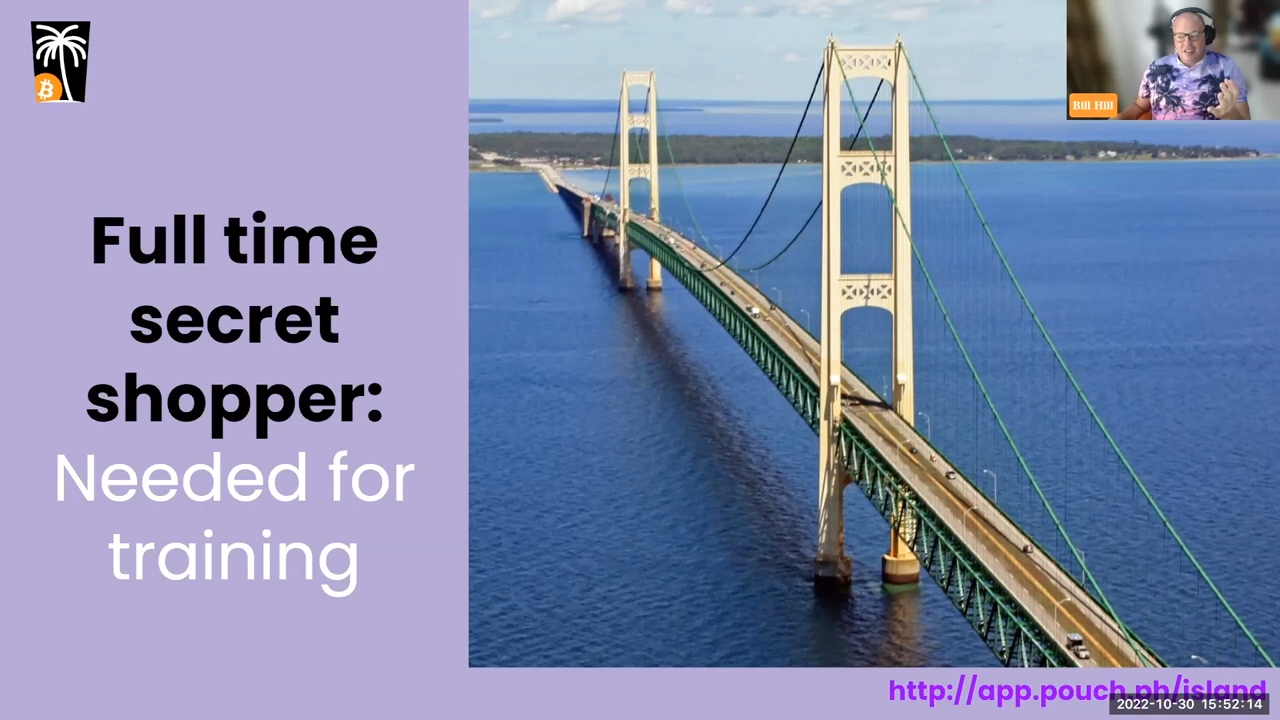 Bill Hill
Full time
secret
shopper:
Needed for
training
http://app.pouch.ph/island
2022-10-30 15:52:14